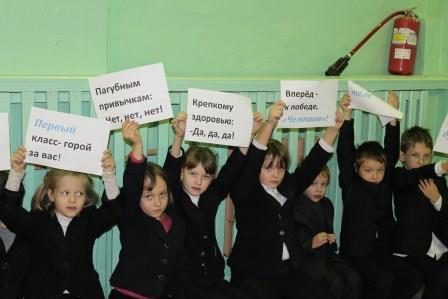 Первый
класс- горой
за вас!
Пагубным
привычкам:
Нет, нет, нет!
Крепкому
здоровью:
-Да, да, да!
Вперёд -
к победе,
«Чемпион»!